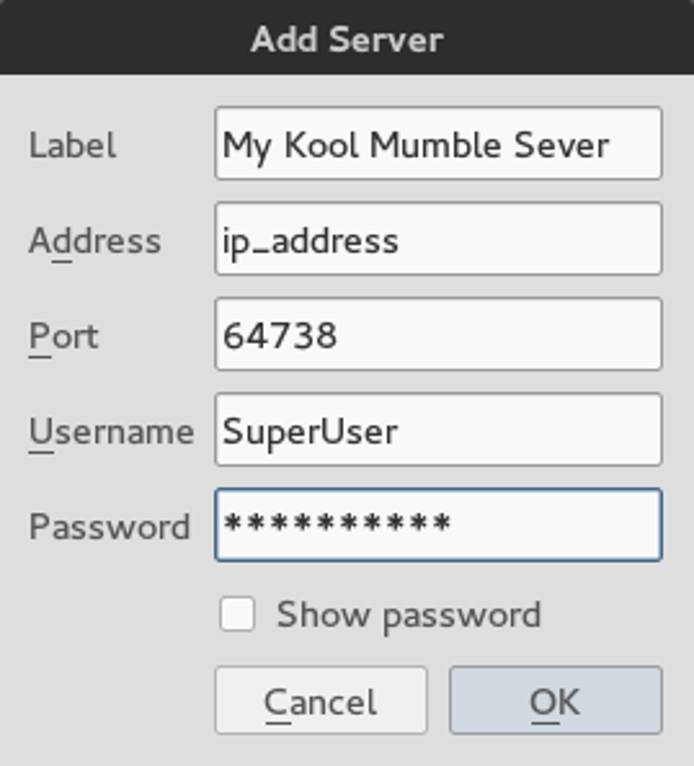 Add Server
Label My Kool Mumble Sever
Address ip_address
Port 64738
Username SuperUser
Password **********
Show password
Cancel OK